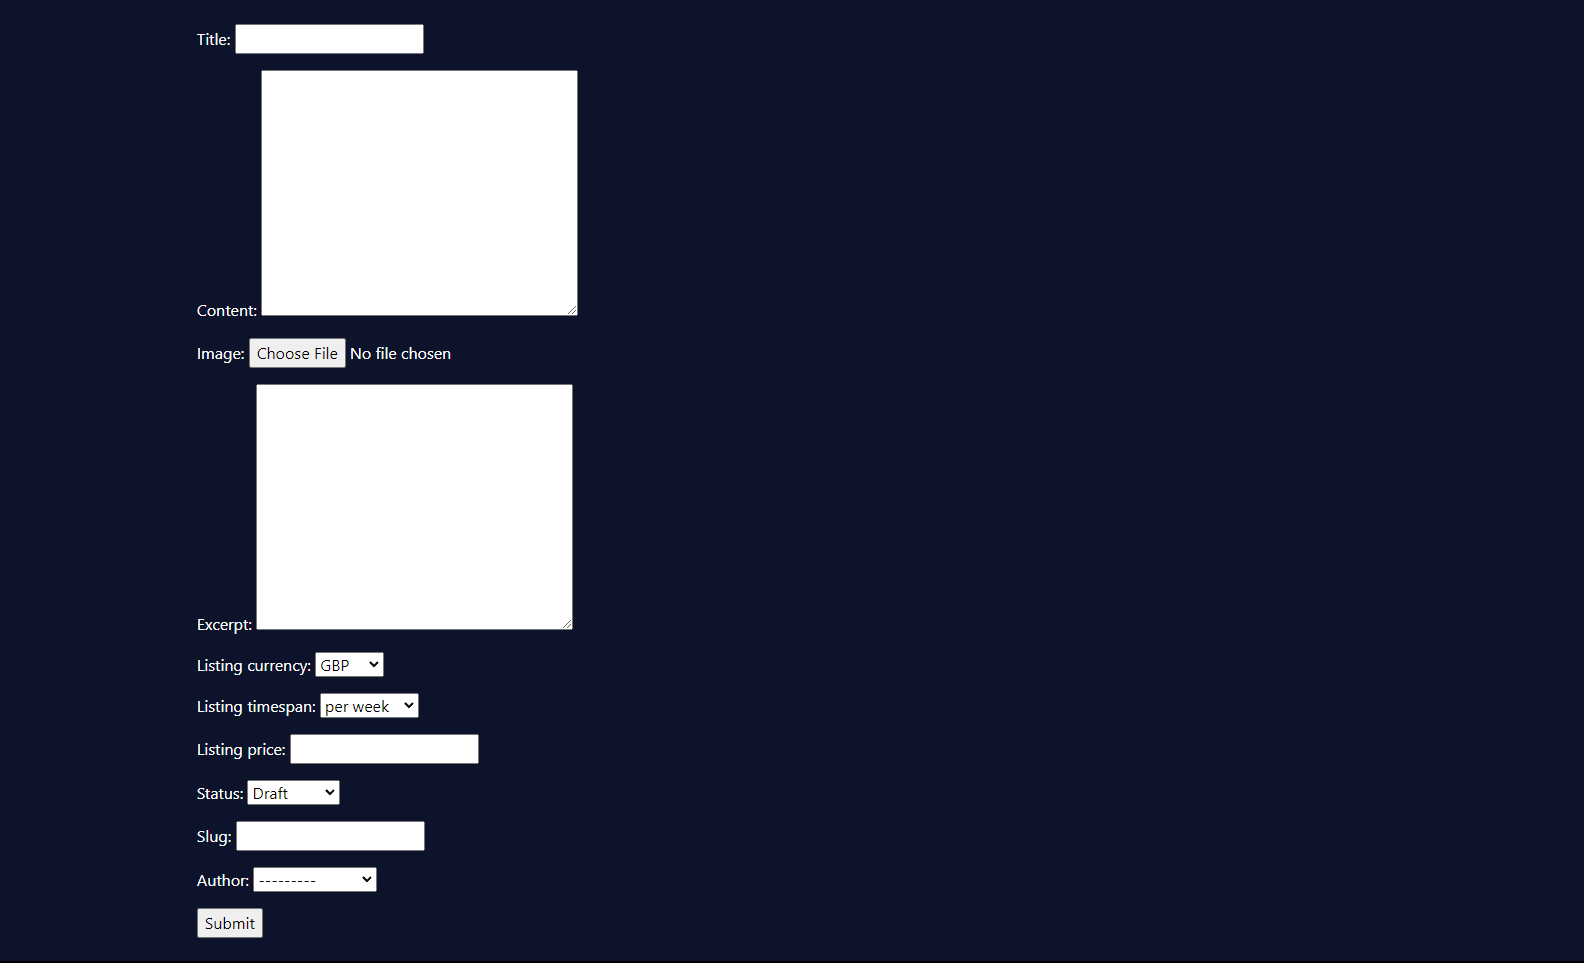 Title:
Content:
Image: Choose File No file chosen
Excerpt:
Listing currency: GBP
Listing timespan: per week
Listing price:
Status: Draft
Slug:
Author: ---------
Submit